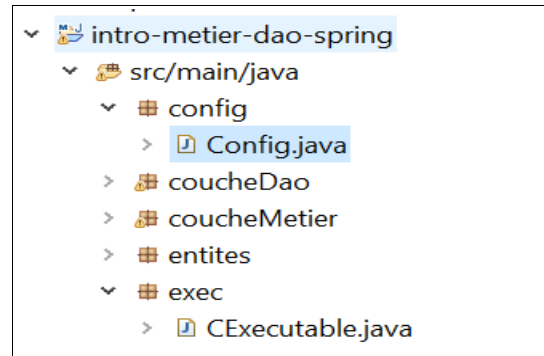 intro-metier-dao-spring
src/main/java
config
Config.java
coucheDao
coucheMetier
entites
exec
CExecutable.java